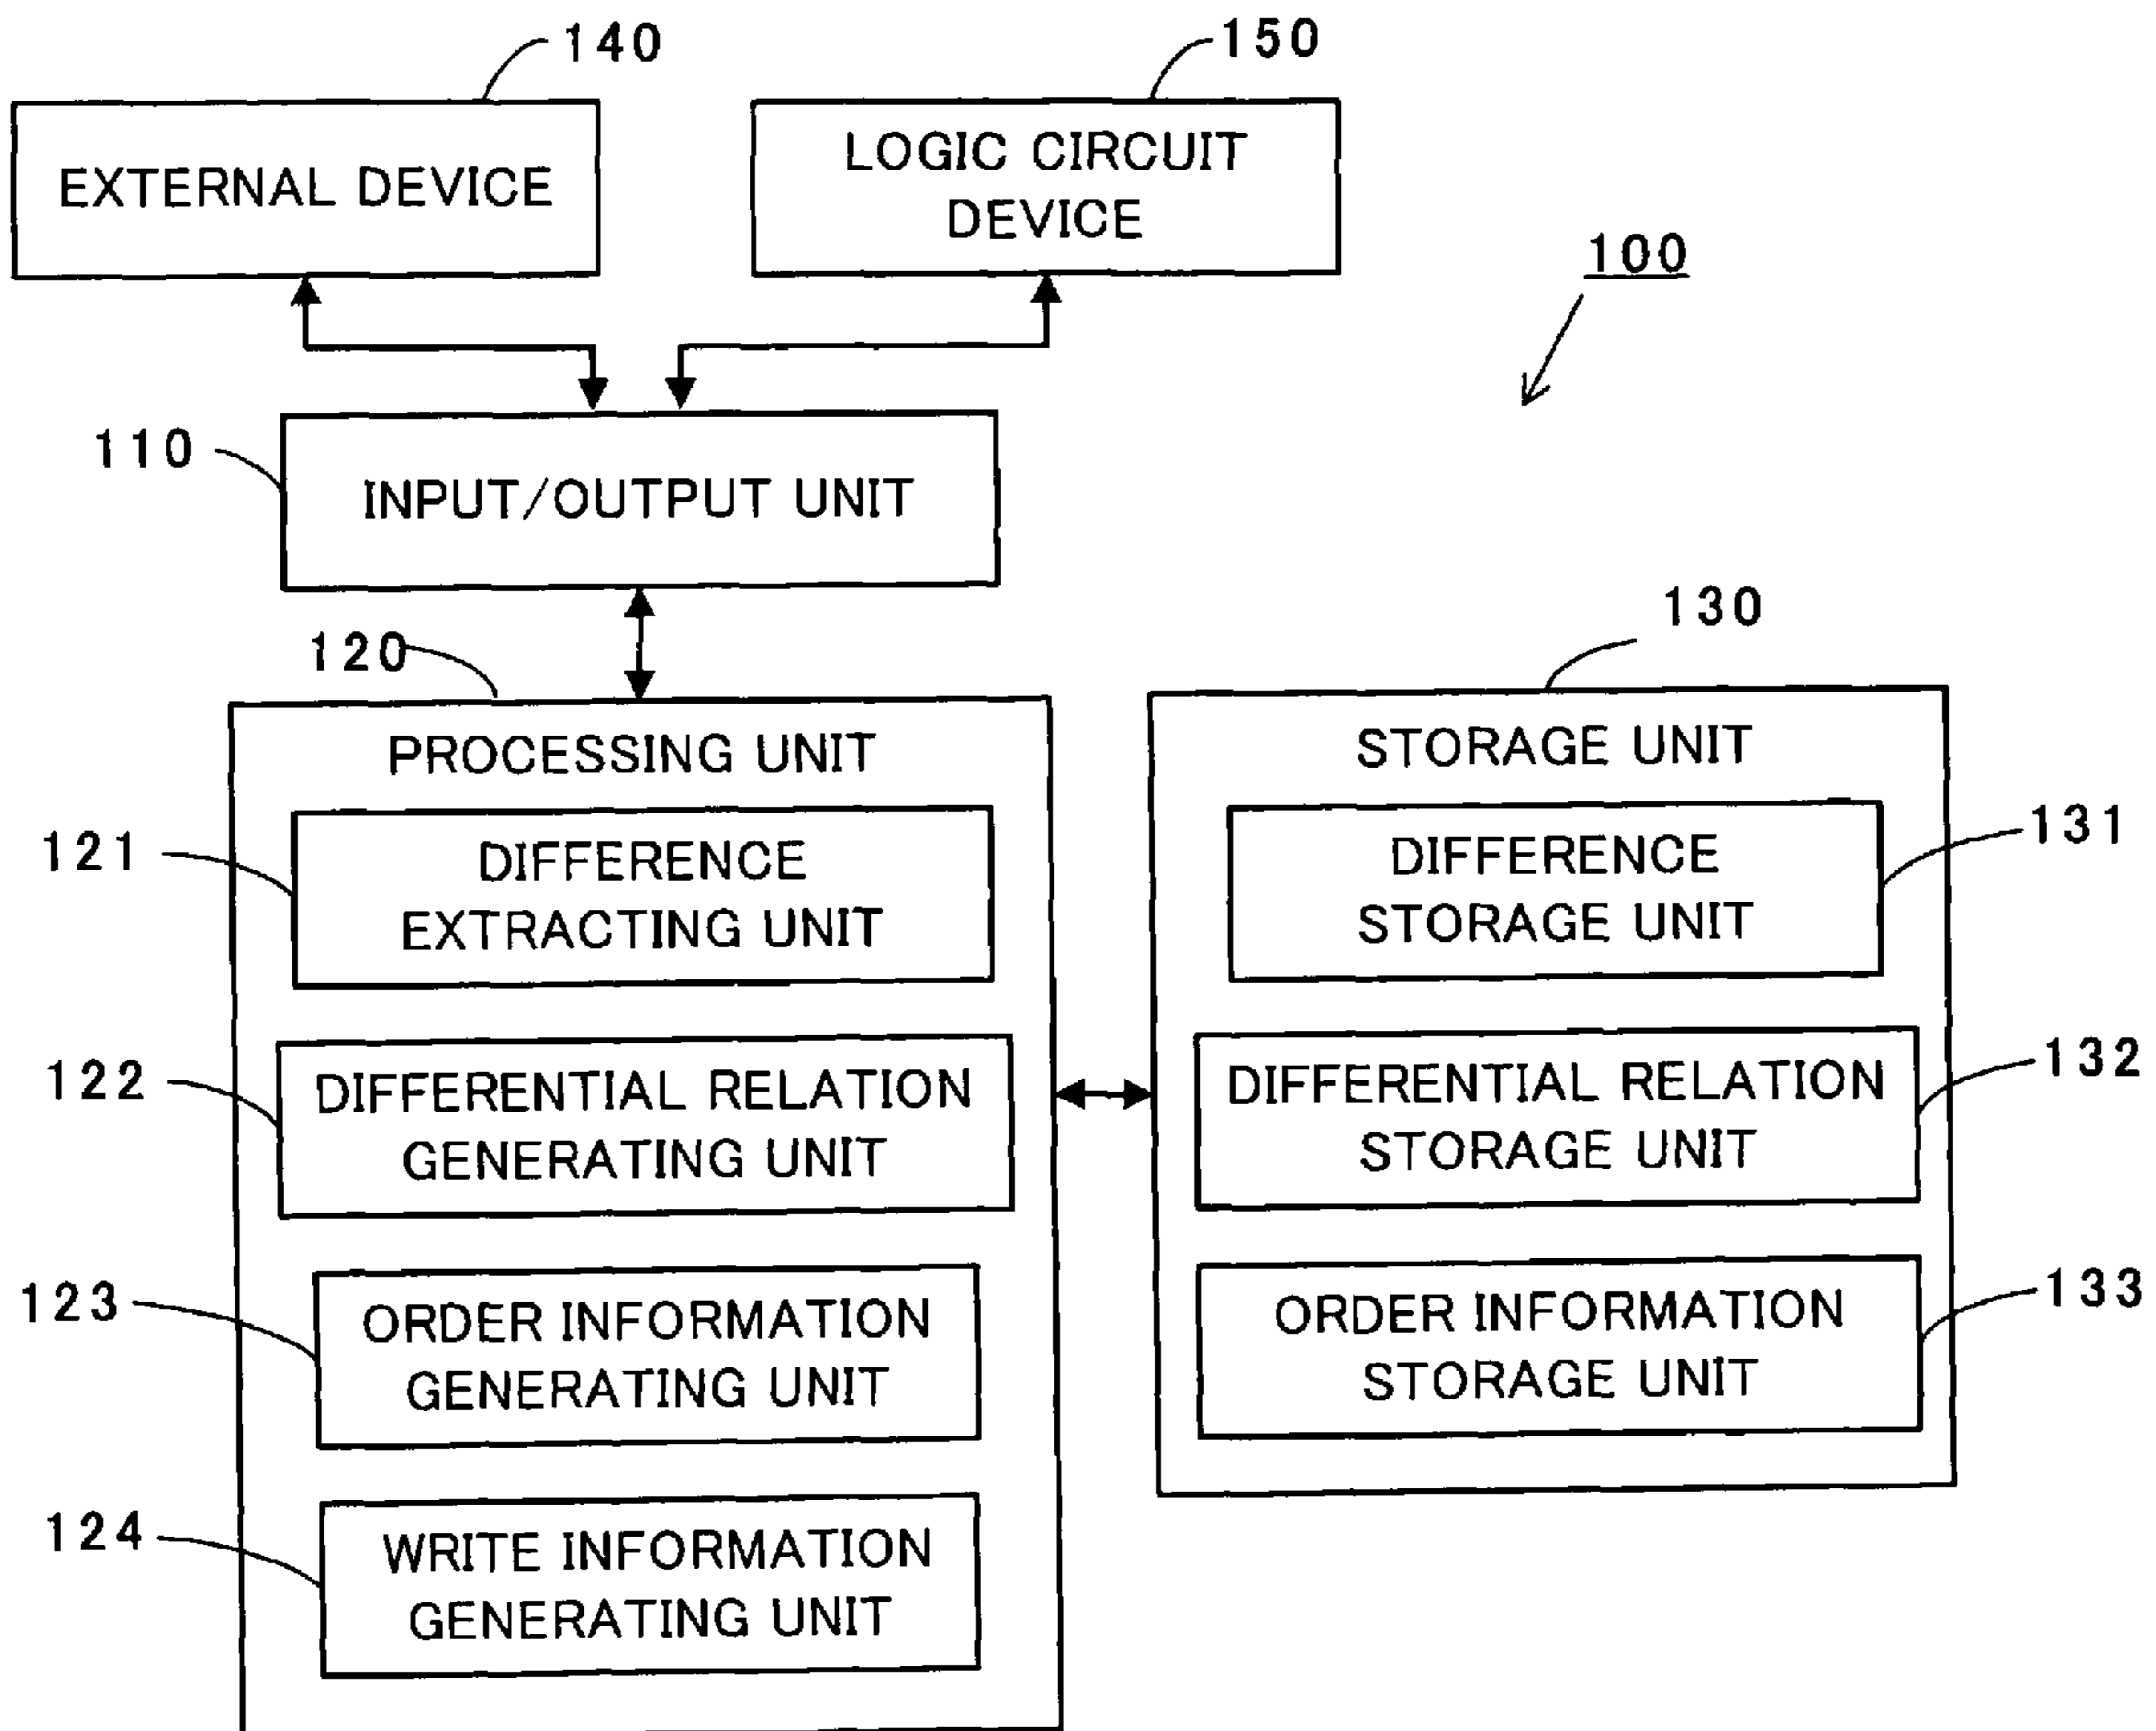 140
150
EXTERNAL DEVICE
LOGIC CIRCUIT
DEVICE
100
110
INPUT/OUTPUT UNIT
120
130
PROCESSING UNIT
STORAGE UNIT
121
DIFFERENCE
EXTRACTING UNIT
DIFFERENCE
STORAGE UNIT
131
122
DIFFERENTIAL RELATION
GENERATING UNIT
DIFFERENTIAL RELATION
STORAGE UNIT
132
123
ORDER INFORMATION
GENERATING UNIT
ORDER INFORMATION
STORAGE UNIT
133
124
WRITE INFORMATION
GENERATING UNIT